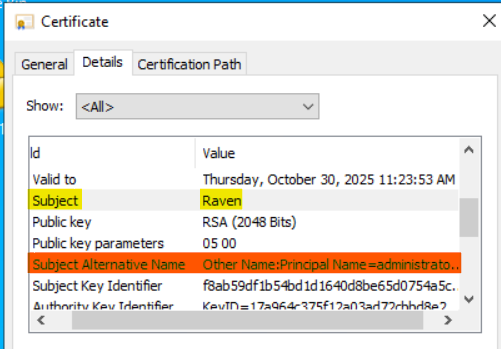 Certificate
General Details Certification Path
Show: <All>
ld Value
Valid to Thursday, October 30, 2025 11:23:53 AM
Subject Raven
Public key RSA (2048 Bits)
Public key parameters 05 00
Subject Alternative Name Other Name:Principal Name=administrato...
Subject Key Identifier f8ab59df1b54bd1d1640d8be65d0754a5c...
Authority Key Identifier KeyID=17a964c375f12a03ad72cbbd8e2